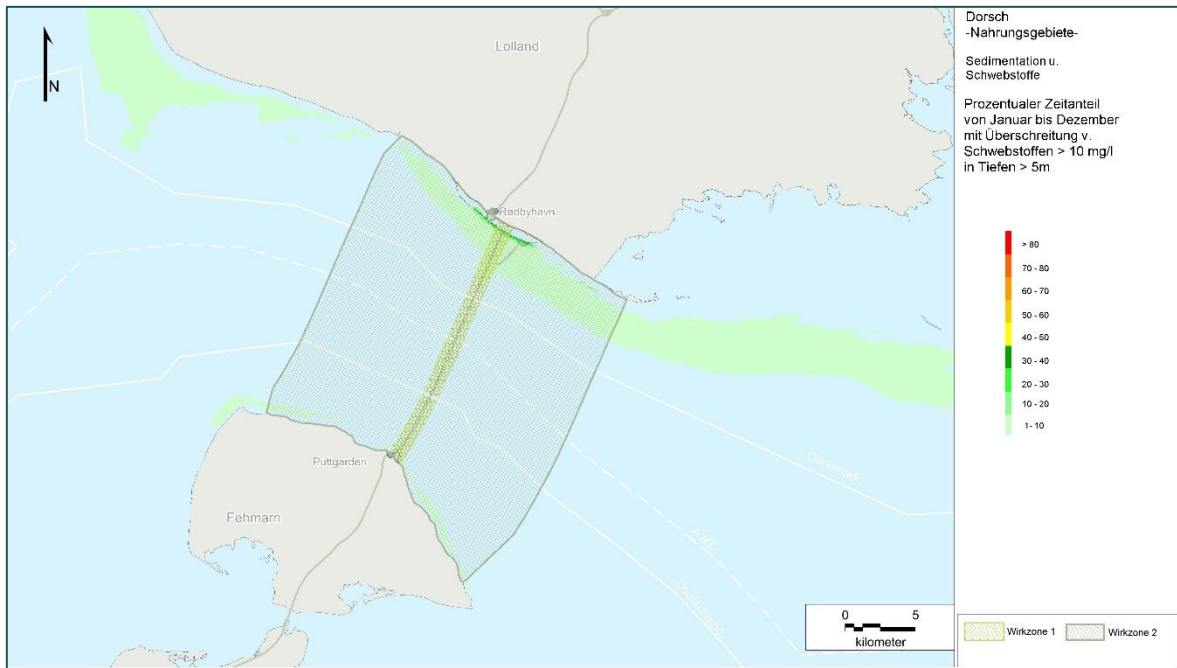 Lolland
N
Rødbyhavn
Puttgarden
Fehmarn
Dänemark
AWZ
Deutschland
0 5
kilometer
Dorsch
-Nahrungsgebiete-
Sedimentation u.
Schwebstoffe
Prozentualer Zeitanteil
von Januar bis Dezember
mit Überschreitung v.
Schwebstoffen > 10 mg/l
in Tiefen > 5m
> 80
70 - 80
60 - 70
50 - 60
40 - 50
30 - 40
20 - 30
10 - 20
1- 10
Wirkzone 1 Wirkzone 2